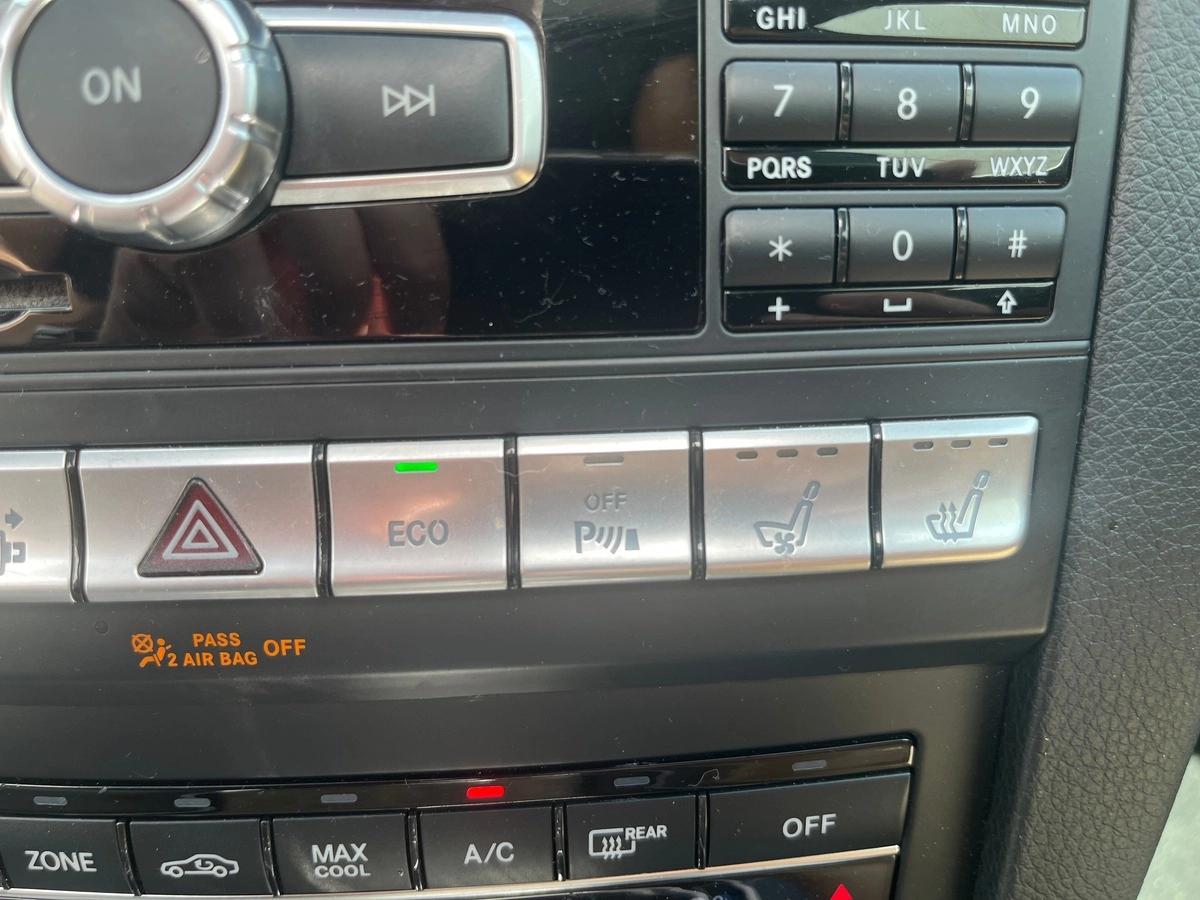 GHI JKL MNO
ON
7 8 9
PQRS TUV WXYZ
* 0 #
+
ECO
OFF
P
PASS
2 AIR BAG OFF
ZONE
MAX
COOL
A/C
REAR
OFF